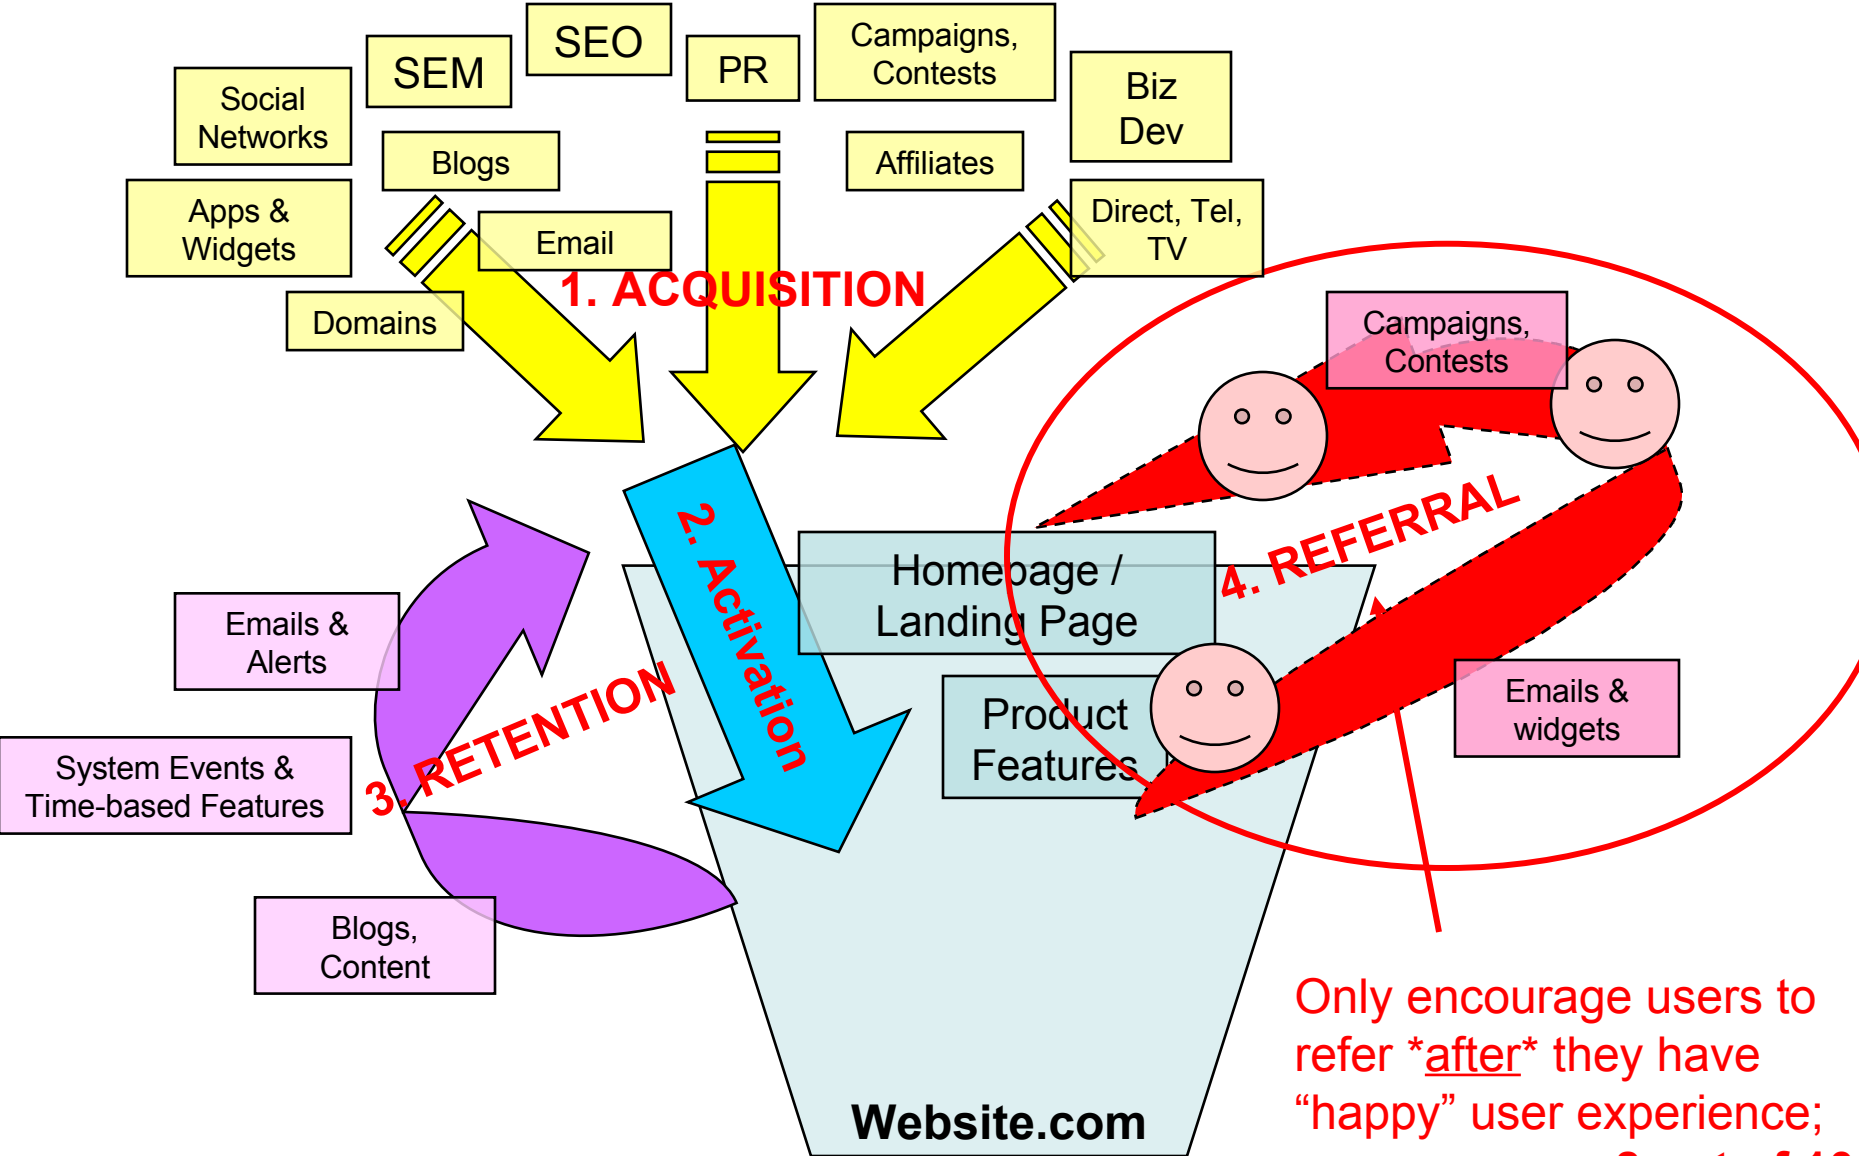 SEO
Campaigns,
Contests
SEM
PR
Biz
Dev
Social
Networks
Blogs
Affiliates
Apps &
Widgets
Email
Direct, Tel,
TV
1. ACQUISITION
Domains
Campaigns,
Contests
2. Activation
4. REFERRAL
Homepage /
Landing Page
Emails &
Alerts
3. RETENTION
Product
Features
Emails &
widgets
System Events &
Time-based Features
Blogs,
Content
Only encourage users to
refer *after* they have
“happy” user experience;
Website.com